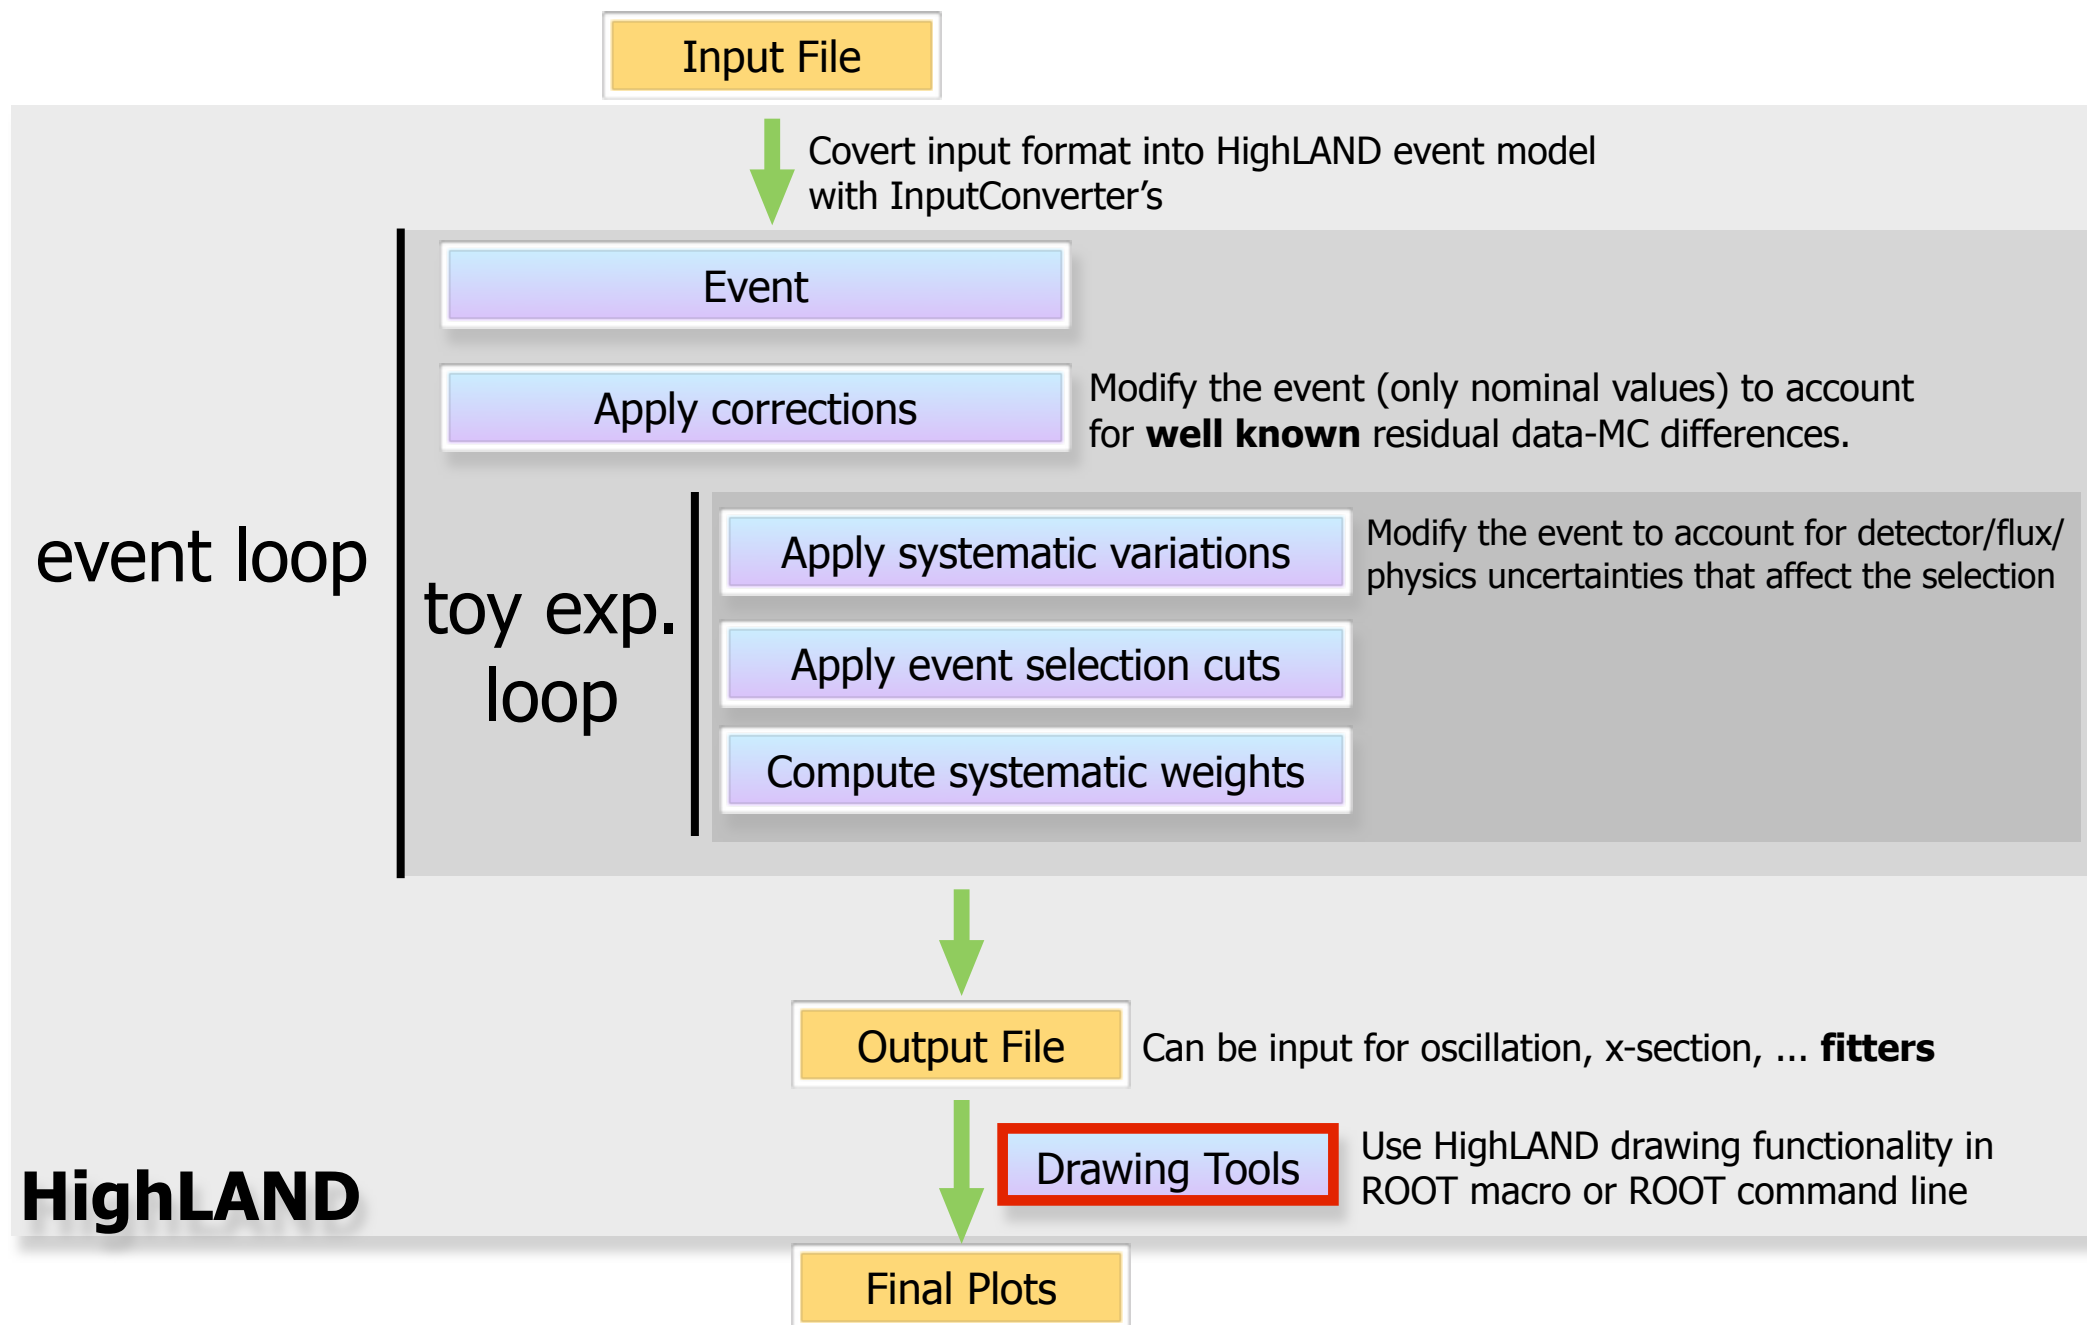 Input File
Covert input format into HighLAND event model
with InputConverter’s
Event
Apply corrections
Modify the event (only nominal values) to account
for well known residual data-MC differences.
event loop
toy exp.
loop
Apply systematic variations
Modify the event to account for detector/flux/
physics uncertainties that affect the selection
Apply event selection cuts
Compute systematic weights
Output File
Can be input for oscillation, x-section, ... fitters
Drawing Tools
Use HighLAND drawing functionality in
ROOT macro or ROOT command line
HighLAND
Final Plots